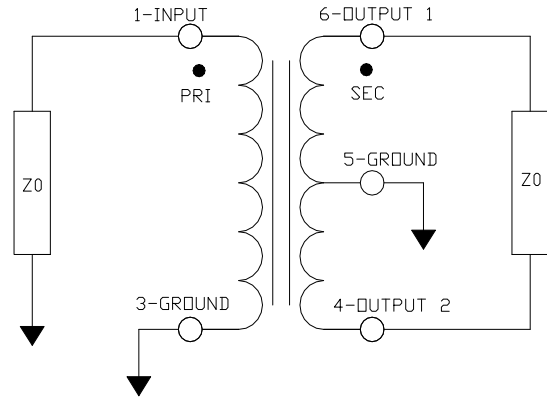 1-INPUT
6-OUTPUT 1
PRI
SEC
5-GROUND
Z0
Z0
3-GROUND
4-OUTPUT 2